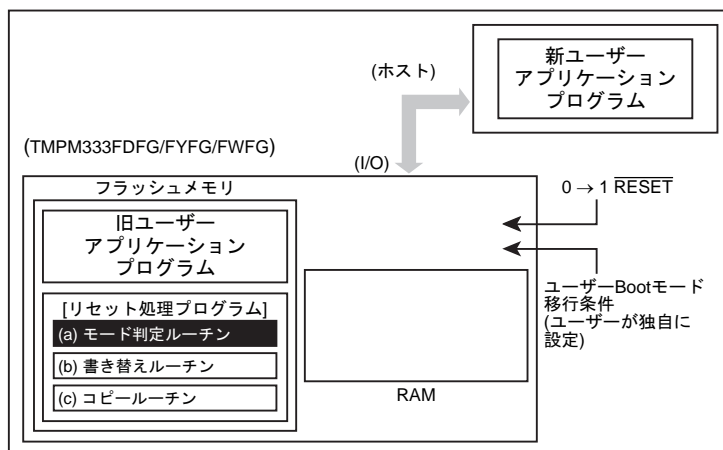 新ユーザー
アプリケーション
プログラム
(ホスト)
(TMPM333FDFG/FYFG/FWFG)
(I/O)
フラッシュメモリ
0 → 1 RESET
旧ユーザー
アプリケーション
プログラム
ユーザーBootモード
移行条件
(ユーザーが独自に
設定)
[リセット処理プログラム]
(a) モード判定ルーチン
(b) 書き替えルーチン
(c) コピールーチン
RAM